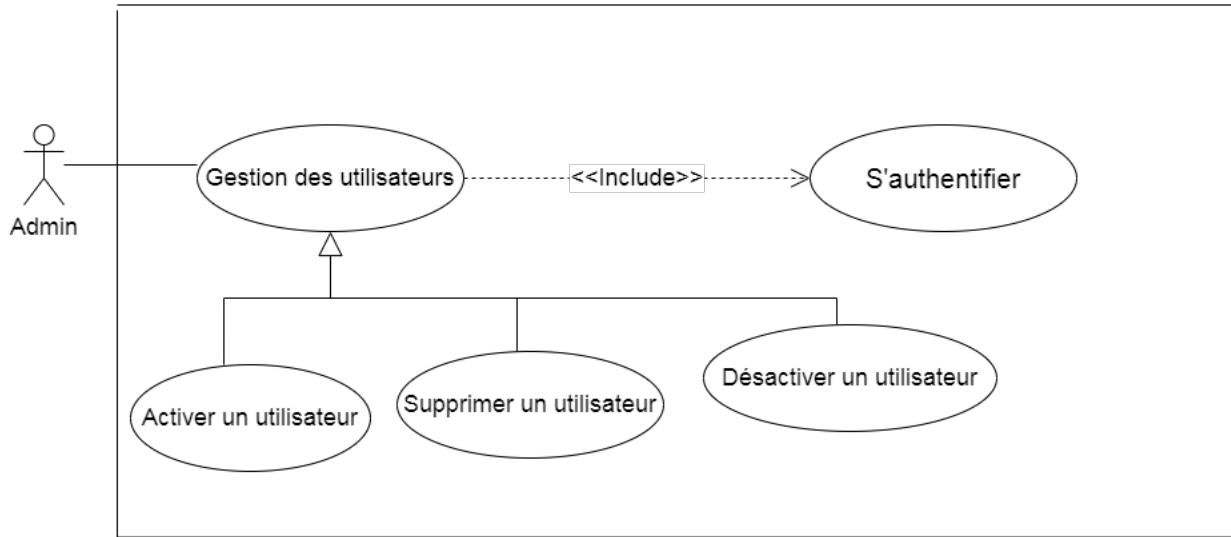 Admin
Gestion des utilisateurs
<<Include>>
S'authentifier
Activer un utilisateur
Supprimer un utilisateur
Désactiver un utilisateur